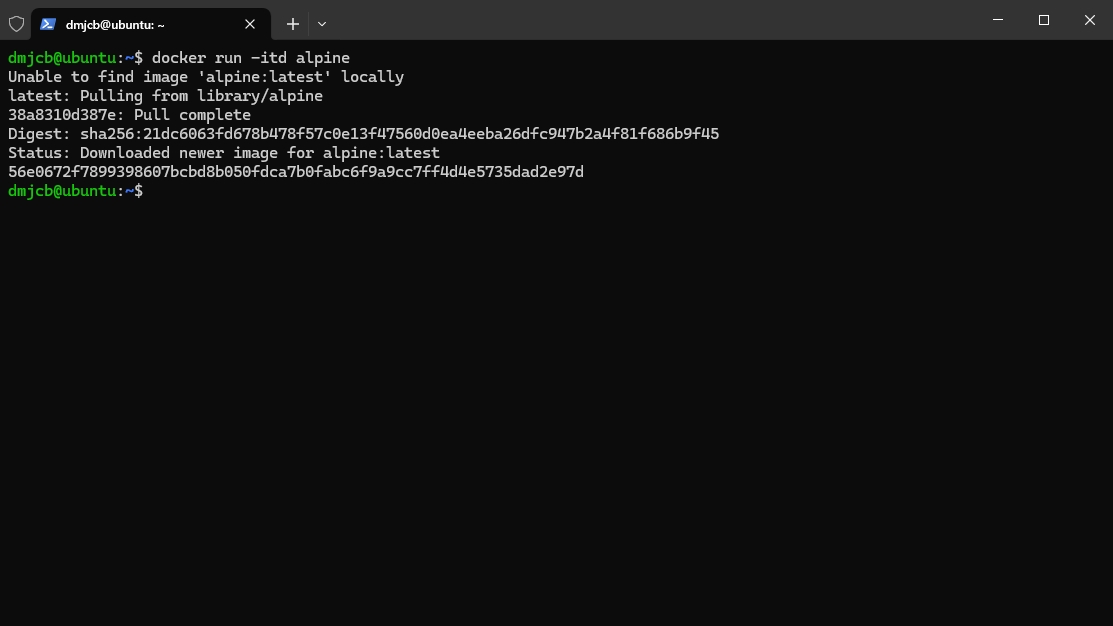 dmjcb@ubuntu: ~
dmjcb@ubuntu:~$ docker run -itd alpine
Unable to find image 'alpine:latest' locally
latest: Pulling from library/alpine
38a8310d387e: Pull complete
Digest: sha256:21dc6063fd678b478f57c0e13f47560d0ea4eeba26dfc947b2a4f81f686b9f45
Status: Downloaded newer image for alpine:latest
56e0672f7899398607bcbd8b050fdca7b0fabc6f9a9cc7ff4d4e5735dad2e97d
dmjcb@ubuntu:~$